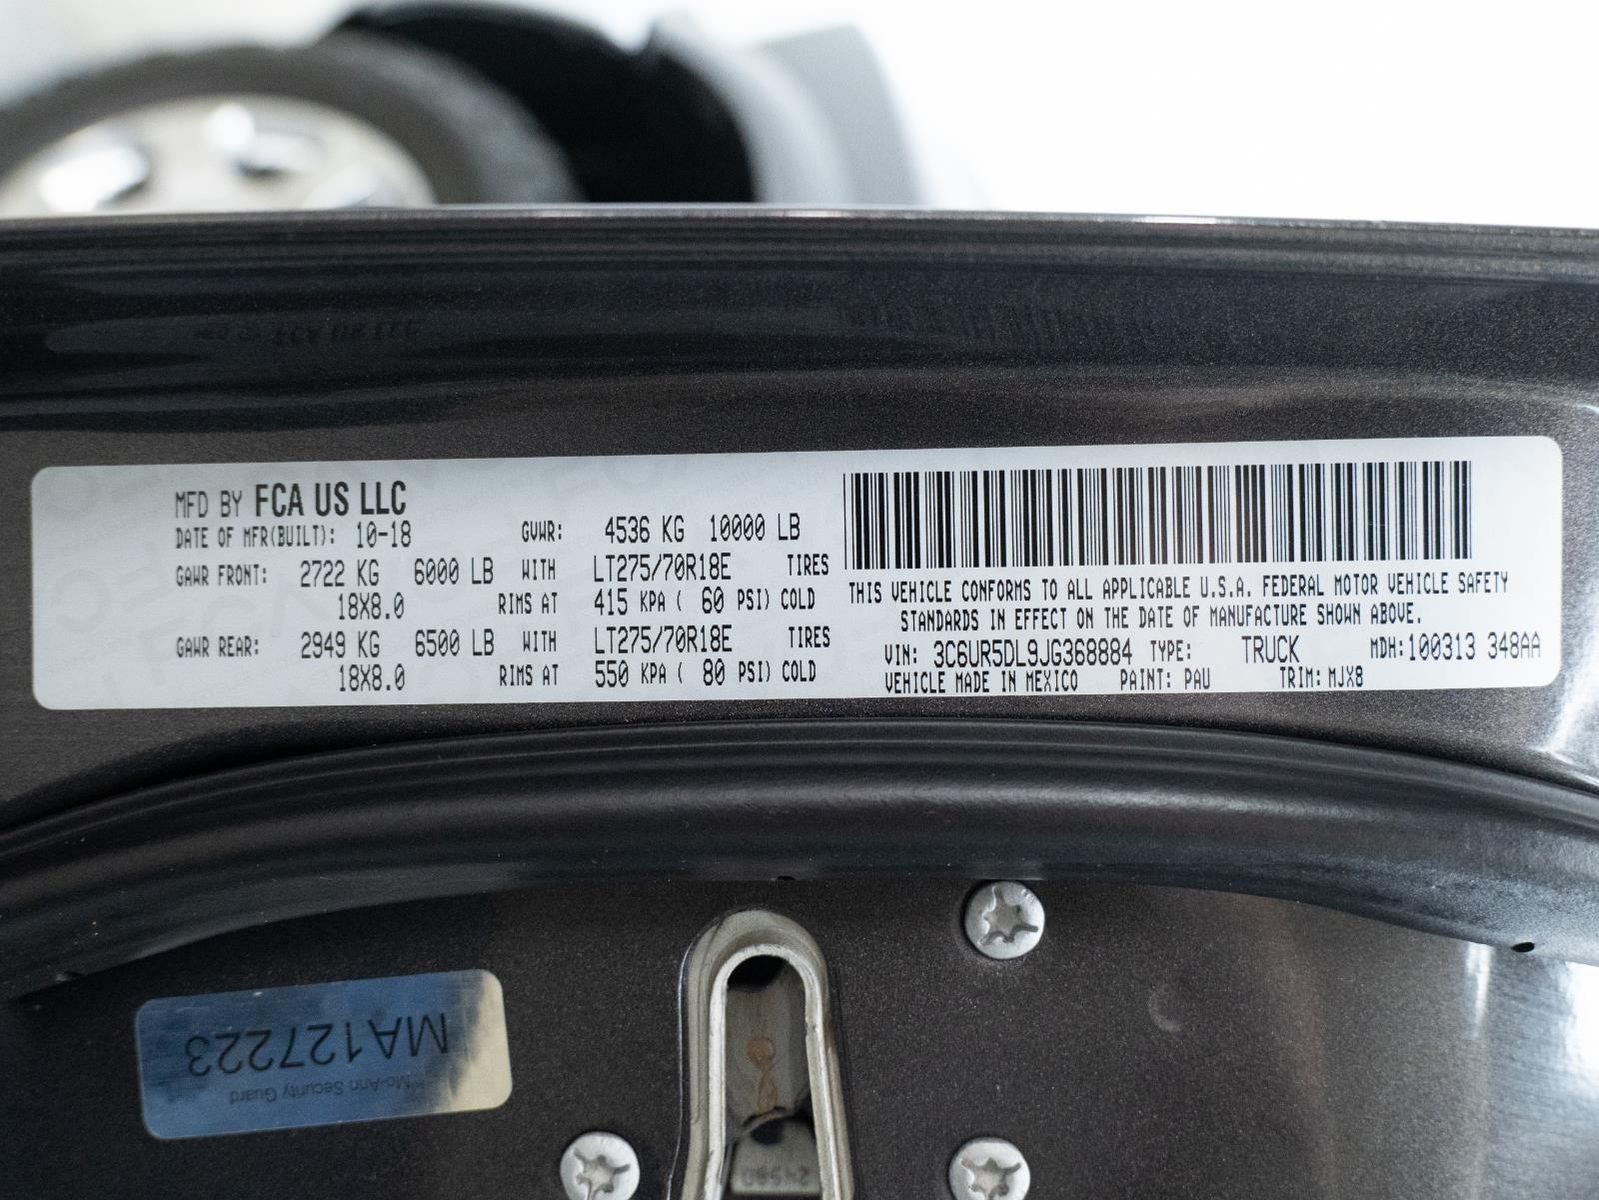 MFD BY FCA US LLC
DATE OF MFR(BUILT): 10-18 GVWR: 4536 KG 10000 LB
GAWR FRONT: 2722 KG 6000 LB WITH LT275/70R18E TIRES
18X8.0 RIMS AT 415 KPA ( 60 PSI) COLD
GAWR REAR: 2949 KG 6500 LB WITH LT275/70R18E TIRES
18X8.0 RIMS AT 550 KPA ( 80 PSI) COLD
THIS VEHICLE CONFORMS TO ALL APPLICABLE U.S.A. FEDERAL MOTOR VEHICLE SAFETY
STANDARDS IN EFFECT ON THE DATE OF MANUFACTURE SHOWN ABOVE.
VIN: 3C6UR5DL9JG368884 TYPE: TRUCK MDH:100313 348AA
VEHICLE MADE IN MEXICO PAINT: PAU TRIM: MJX8
MA127223
Mo-Ann Security Guard